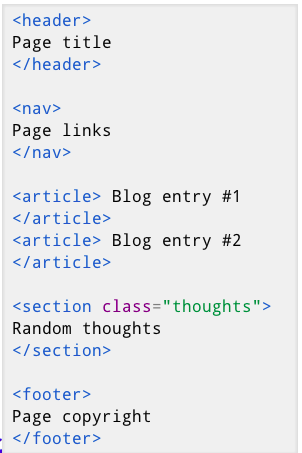 <header>
Page title
</header>
<nav>
Page links
</nav>
<article> Blog entry #1
</article>
<article> Blog entry #2
</article>
<section class="thoughts">
Random thoughts
</section>
<footer>
Page copyright
</footer>